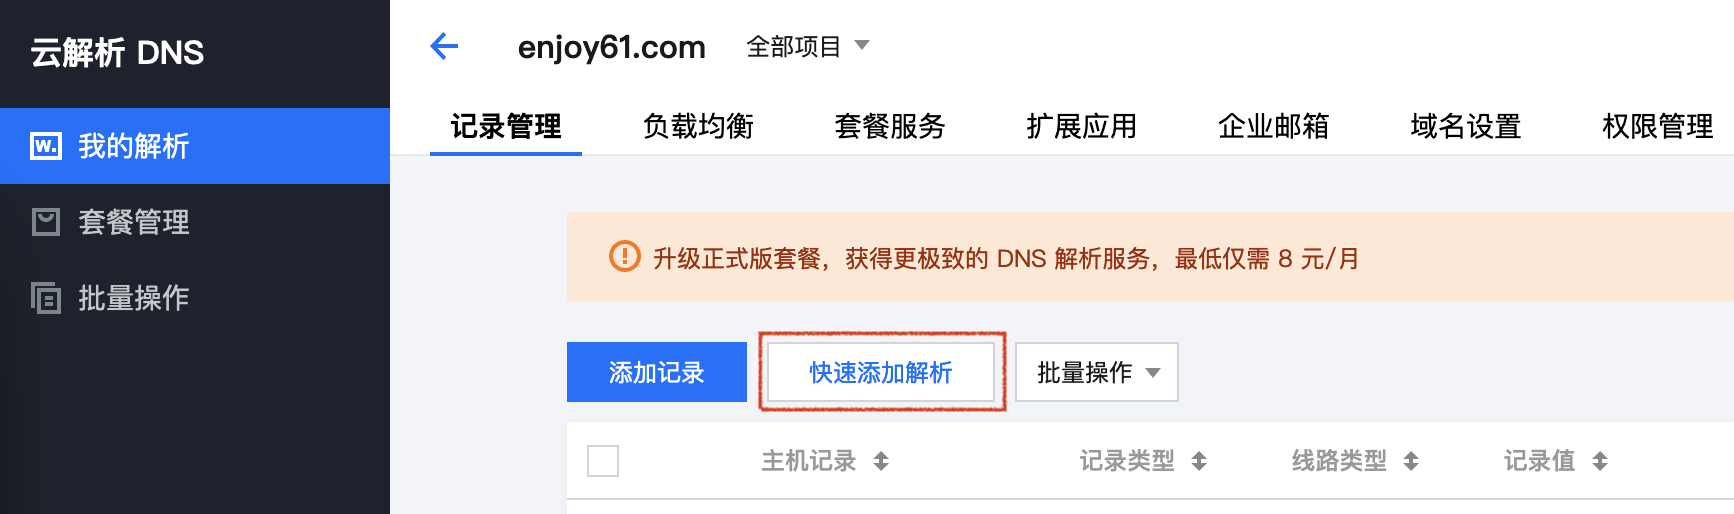 云解析 DNS
enjoy61.com 全部项目
我的解析
套餐管理
批量操作
记录管理 负载均衡 套餐服务 扩展应用 企业邮箱 域名设置 权限管理
升级正式版套餐，获得更极致的 DNS 解析服务，最低仅需 8 元/月
添加记录 快速添加解析 批量操作
主机记录 记录类型 线路类型 记录值